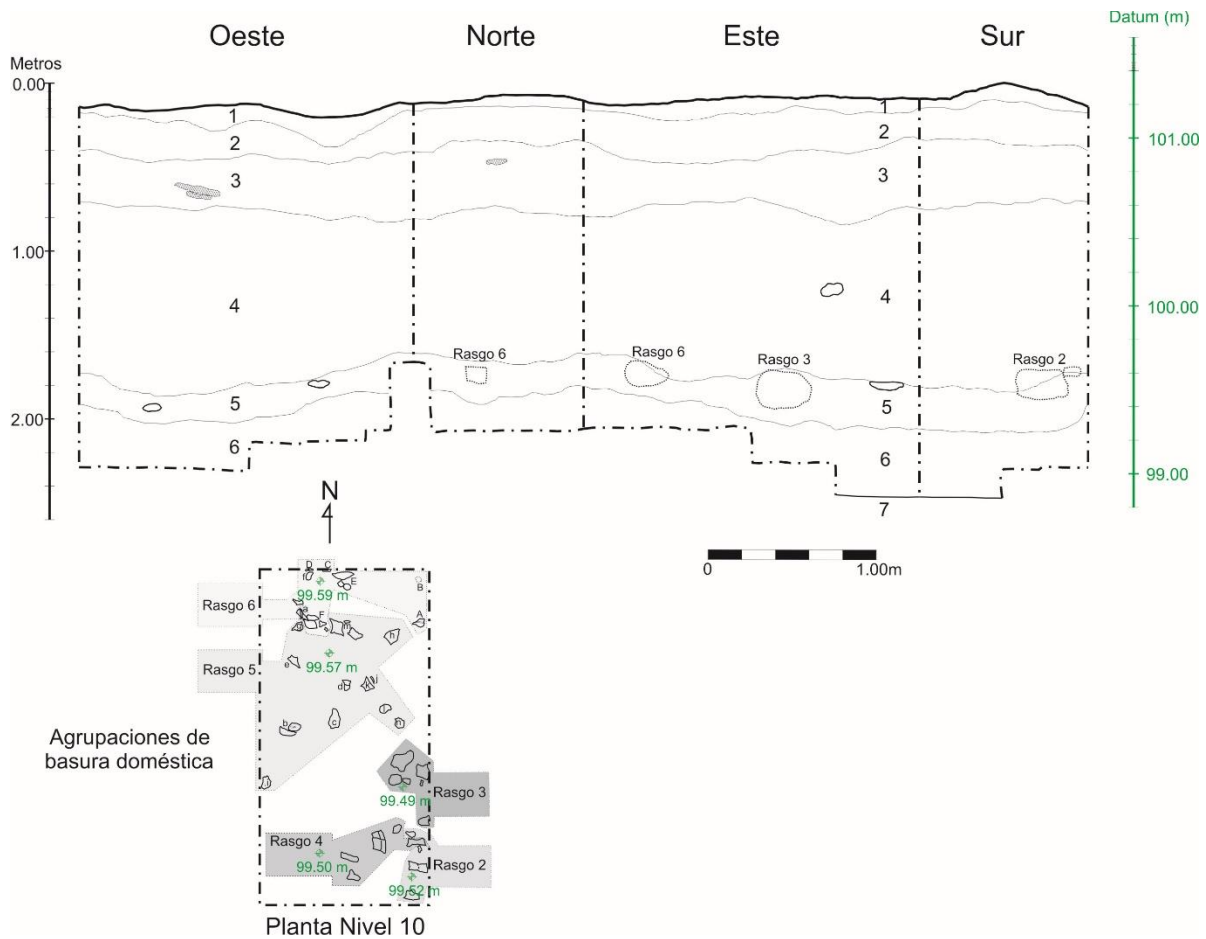 Datum (m)
Oeste
Norte
Este
Sur
Metros
0.00
1.00
2.00
101.00
100.00
99.00
1
2
3
4
5
6
1
2
3
4
5
6
7
Rasgo 6
Rasgo 6
Rasgo 3
Rasgo 2
N
4
0
1.00m
D C
f
E
B
99.59 m
Rasgo 6
a
F
A
g
m
h
e
99.57 m
Rasgo 5
d
k
j
b
c
l
n
i
Agrupaciones de
basura doméstica
99.49 m
Rasgo 3
Rasgo 4
99.50 m
Rasgo 2
99.52 m
Planta Nivel 10